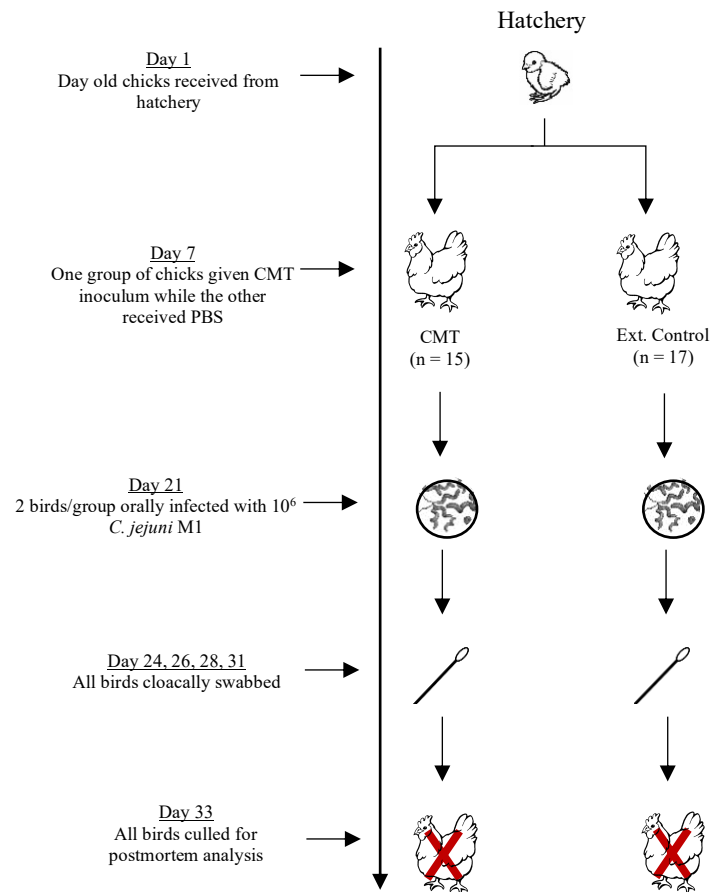 Hatchery
Day 1
Day old chicks received from
hatchery
Day 7
One group of chicks given CMT
inoculum while the other
received PBS
CMT
(n = 15)
Ext. Control
(n = 17)
Day 21
2 birds/group orally infected with 10⁶
C. jejuni M1
Day 24, 26, 28, 31
All birds cloacally swabbed
Day 33
All birds culled for
postmortem analysis